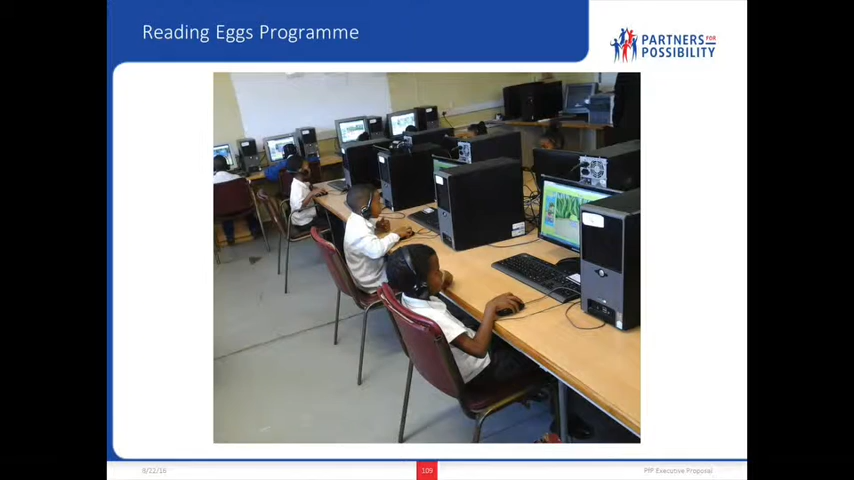 Reading Eggs Programme
PARTNERS FOR
POSSIBILITY
8/22/16
109
PfP Executive Proposal